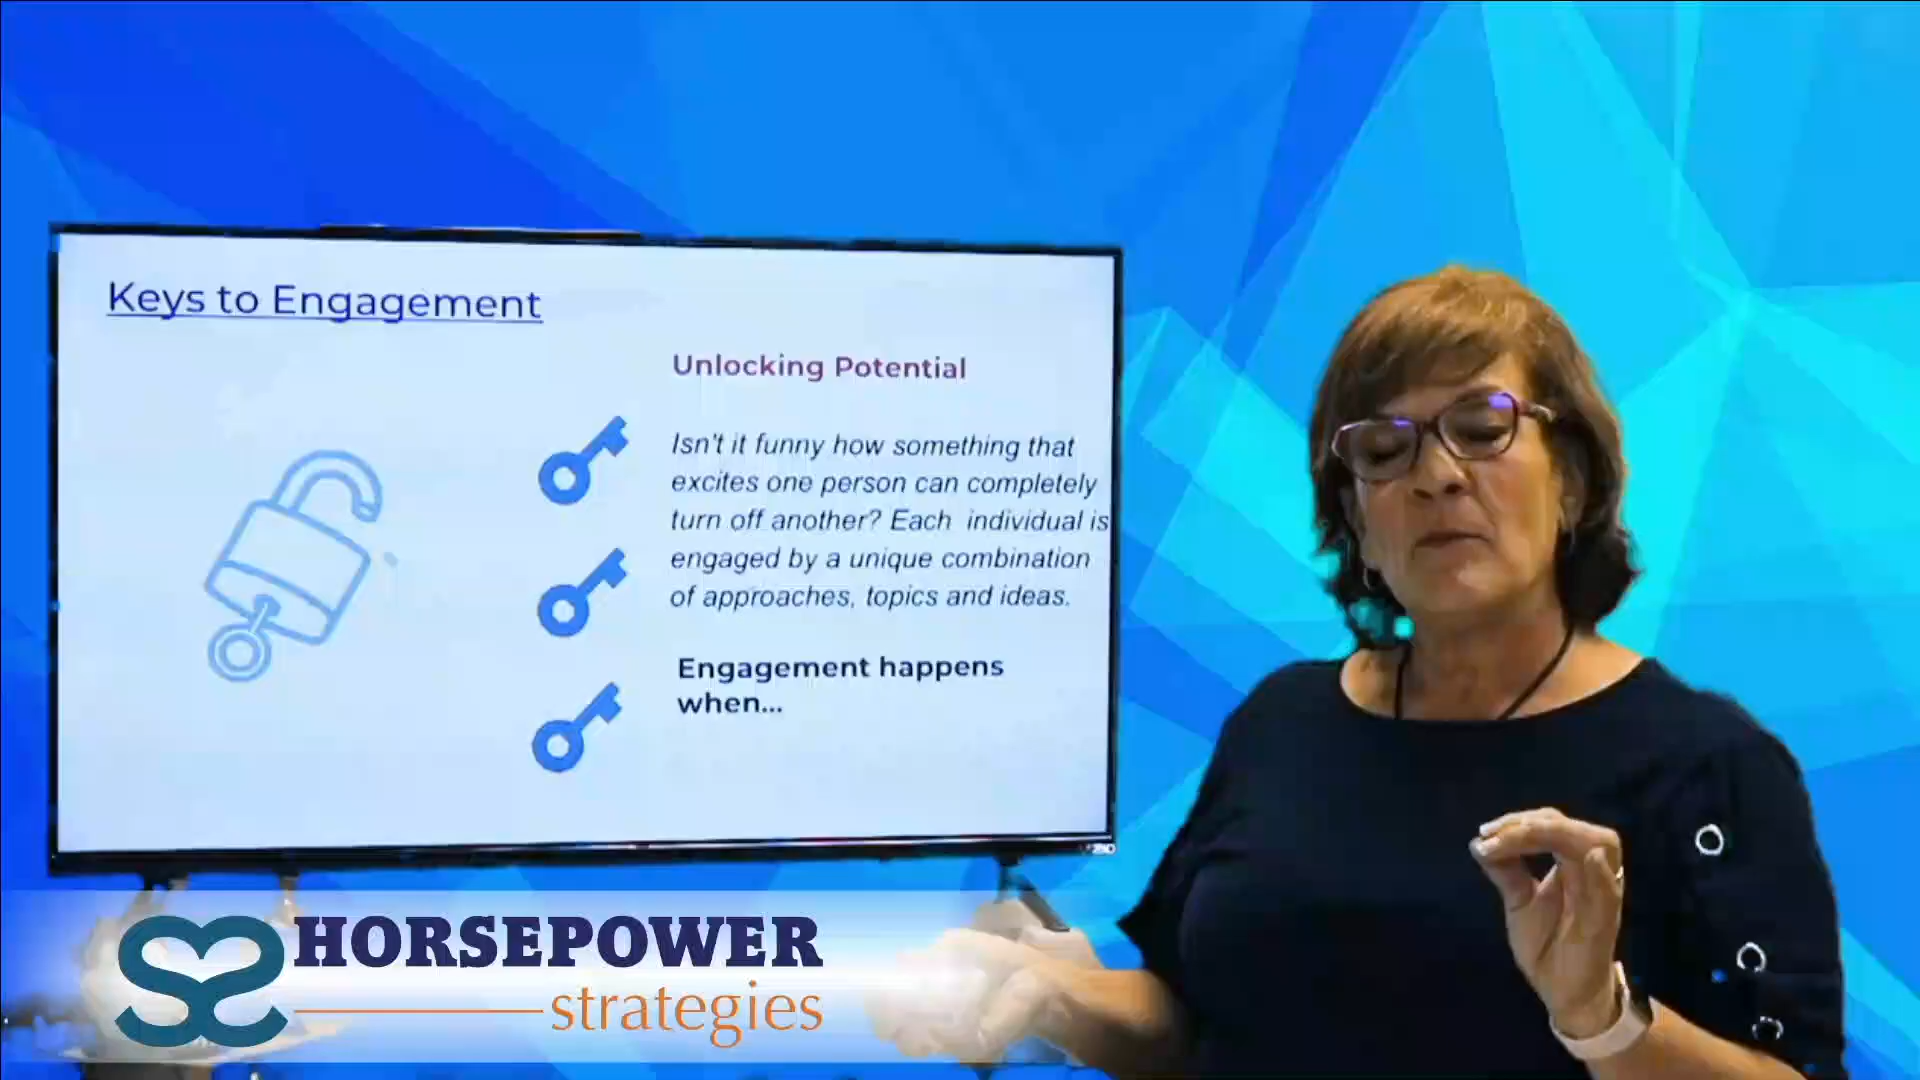 Keys to Engagement
Unlocking Potential
Isn't it funny how something that
excites one person can completely
turn off another? Each individual is
engaged by a unique combination
of approaches, topics and ideas.
Engagement happens
when...
HORSEPOWER
strategies